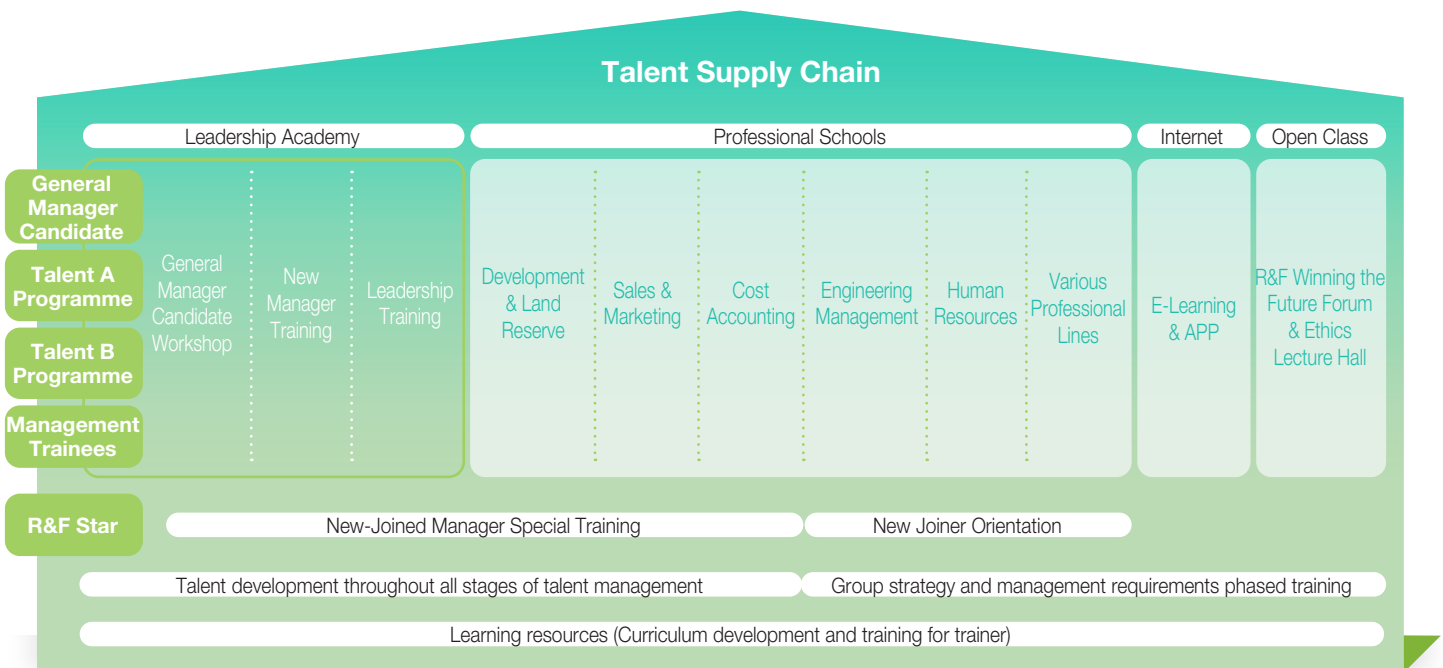 Talent Supply Chain
Leadership Academy
Professional Schools
Internet
Open Class
General
Manager
Candidate
Talent A
Programme
Talent B
Programme
Management
Trainees
General
Manager
Candidate
Workshop
New
Manager
Training
Leadership
Training
Development
& Land
Reserve
Sales &
Marketing
Cost
Accounting
Engineering
Management
Human
Resources
Various
Professional
Lines
E-Learning
& APP
R&F Winning the
Future Forum
& Ethics
Lecture Hall
R&F Star
New-Joined Manager Special Training
New Joiner Orientation
Talent development throughout all stages of talent management
Group strategy and management requirements phased training
Learning resources (Curriculum development and training for trainer)